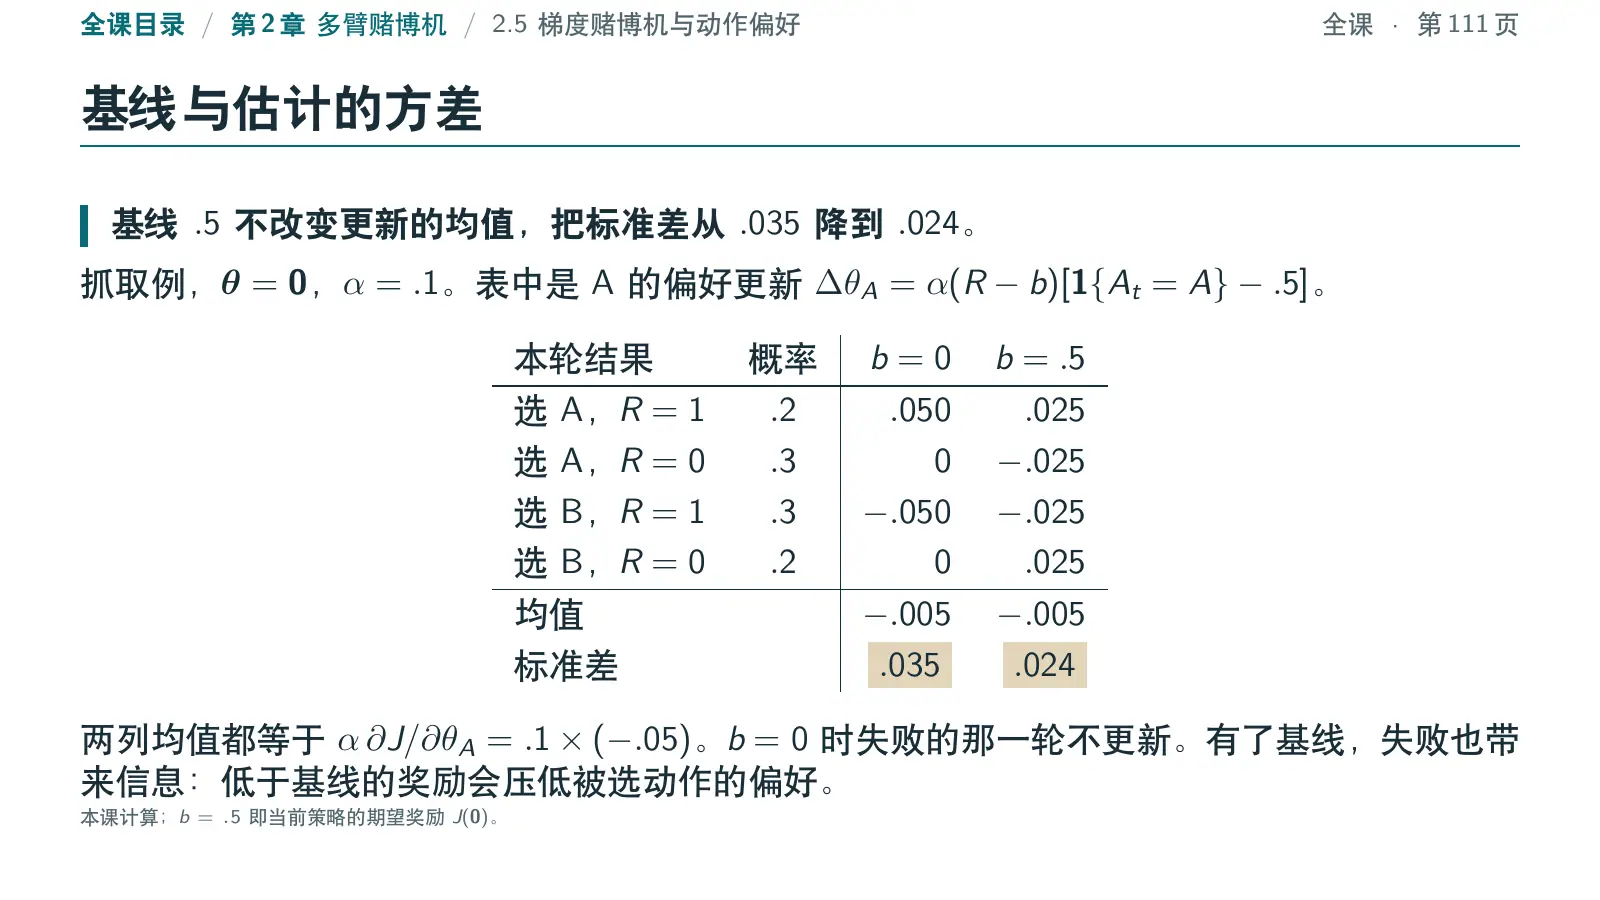 全课目录 / 第 2 章 多臂赌博机 / 2.5 梯度赌博机与动作偏好
全课 · 第 111 页
基线与估计的方差
基线 .5 不改变更新的均值，把标准差从 .035 降到 .024。
抓取例，θ = 0，α = .1。表中是 A 的偏好更新 Δθ_A = α(R − b)[1{A_t = A} − .5]。
本轮结果 概率 b = 0 b = .5
选 A，R = 1 .2 .050 .025
选 A，R = 0 .3 0 −.025
选 B，R = 1 .3 −.050 −.025
选 B，R = 0 .2 0 .025
均值 −.005 −.005
标准差 .035 .024
两列均值都等于 α ∂J/∂θ_A = .1 × (−.05)。b = 0 时失败的那一轮不更新。有了基线，失败也带
来信息：低于基线的奖励会压低被选动作的偏好。
本课计算；b = .5 即当前策略的期望奖励 J(0)。